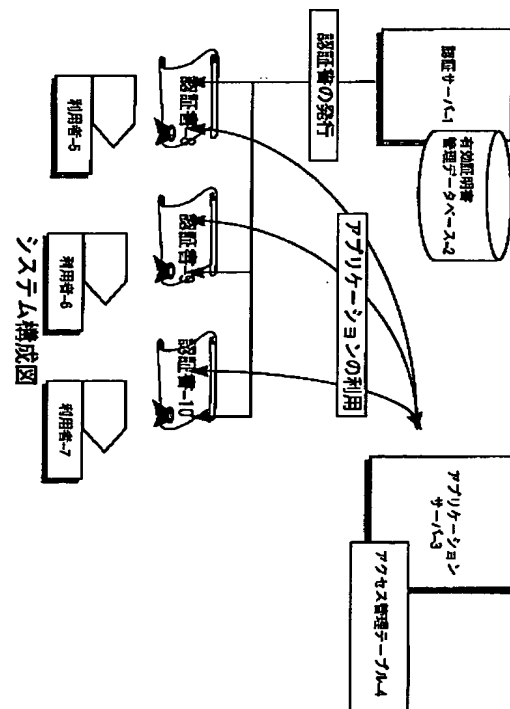 認証サーバ-1
有効証明書
管理データベース-2
アプリケーション
サーバ-3
アクセス管理テーブル-4
認証書の発行
アプリケーションの利用
認証書-8
認証書-9
認証書-10
利用者-5
利用者-6
利用者-7
システム構成図